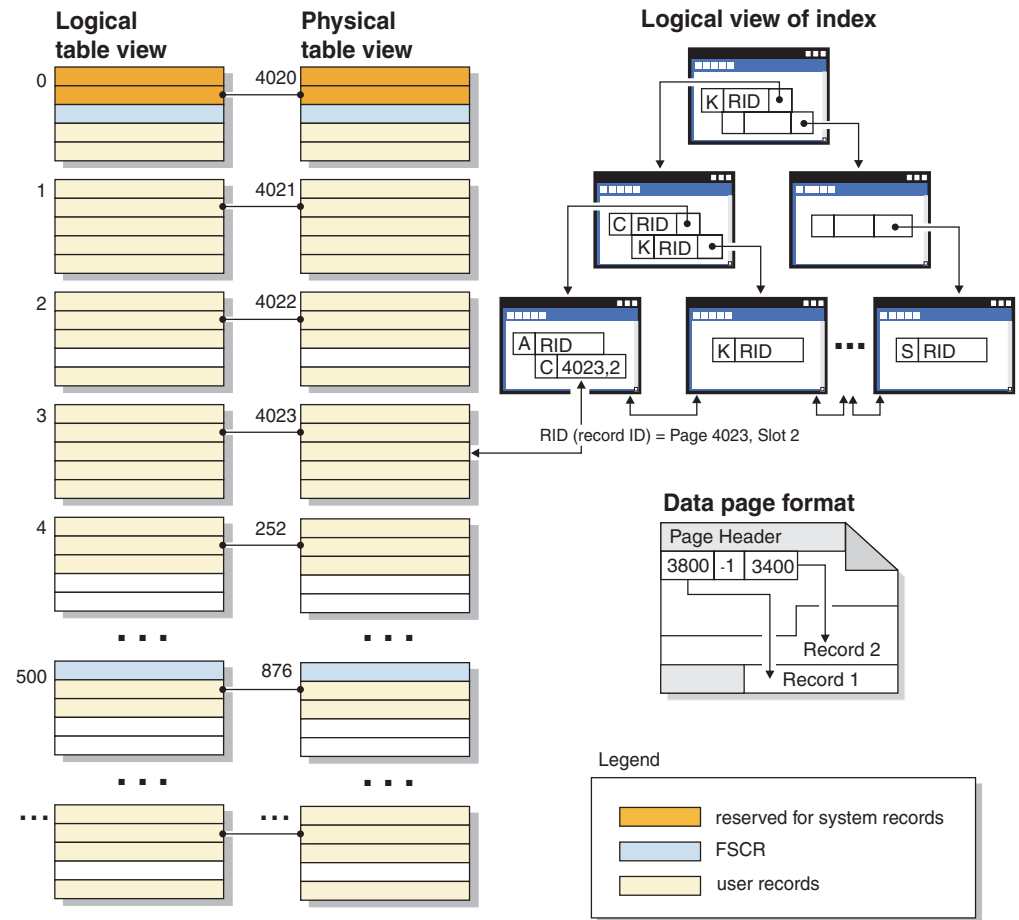 Logical
table view
Physical
table view
Logical view of index
0
4020
1
4021
2
4022
3
4023
4
252
500
876
K RID
C RID
K RID
A RID
C 4023,2
K RID
S RID
RID (record ID) = Page 4023, Slot 2
Data page format
Page Header
3800 -1 3400
Record 2
Record 1
Legend
reserved for system records
FSCR
user records